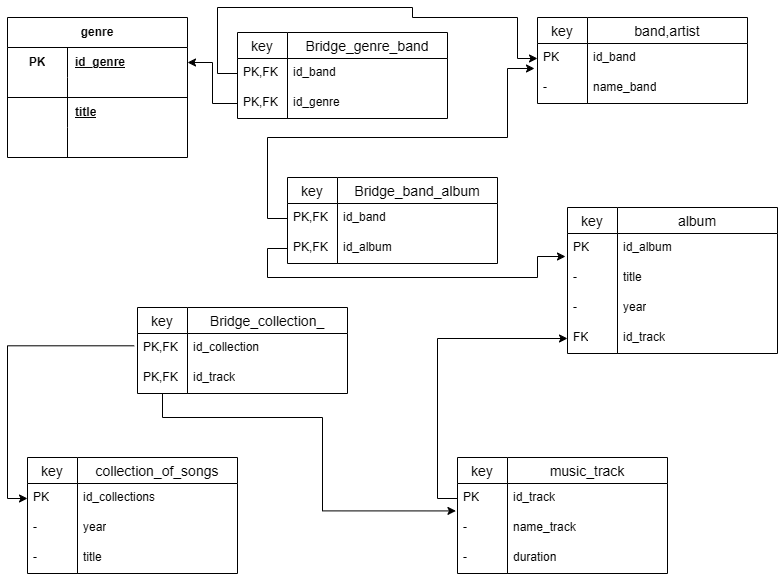 genre
PK id_genre
title
key Bridge_genre_band
PK,FK id_band
PK,FK id_genre
key band,artist
PK id_band
- name_band
key Bridge_band_album
PK,FK id_band
PK,FK id_album
key album
PK id_album
- title
- year
FK id_track
key Bridge_collection_
PK,FK id_collection
PK,FK id_track
key collection_of_songs
PK id_collections
- year
- title
key music_track
PK id_track
- name_track
- duration